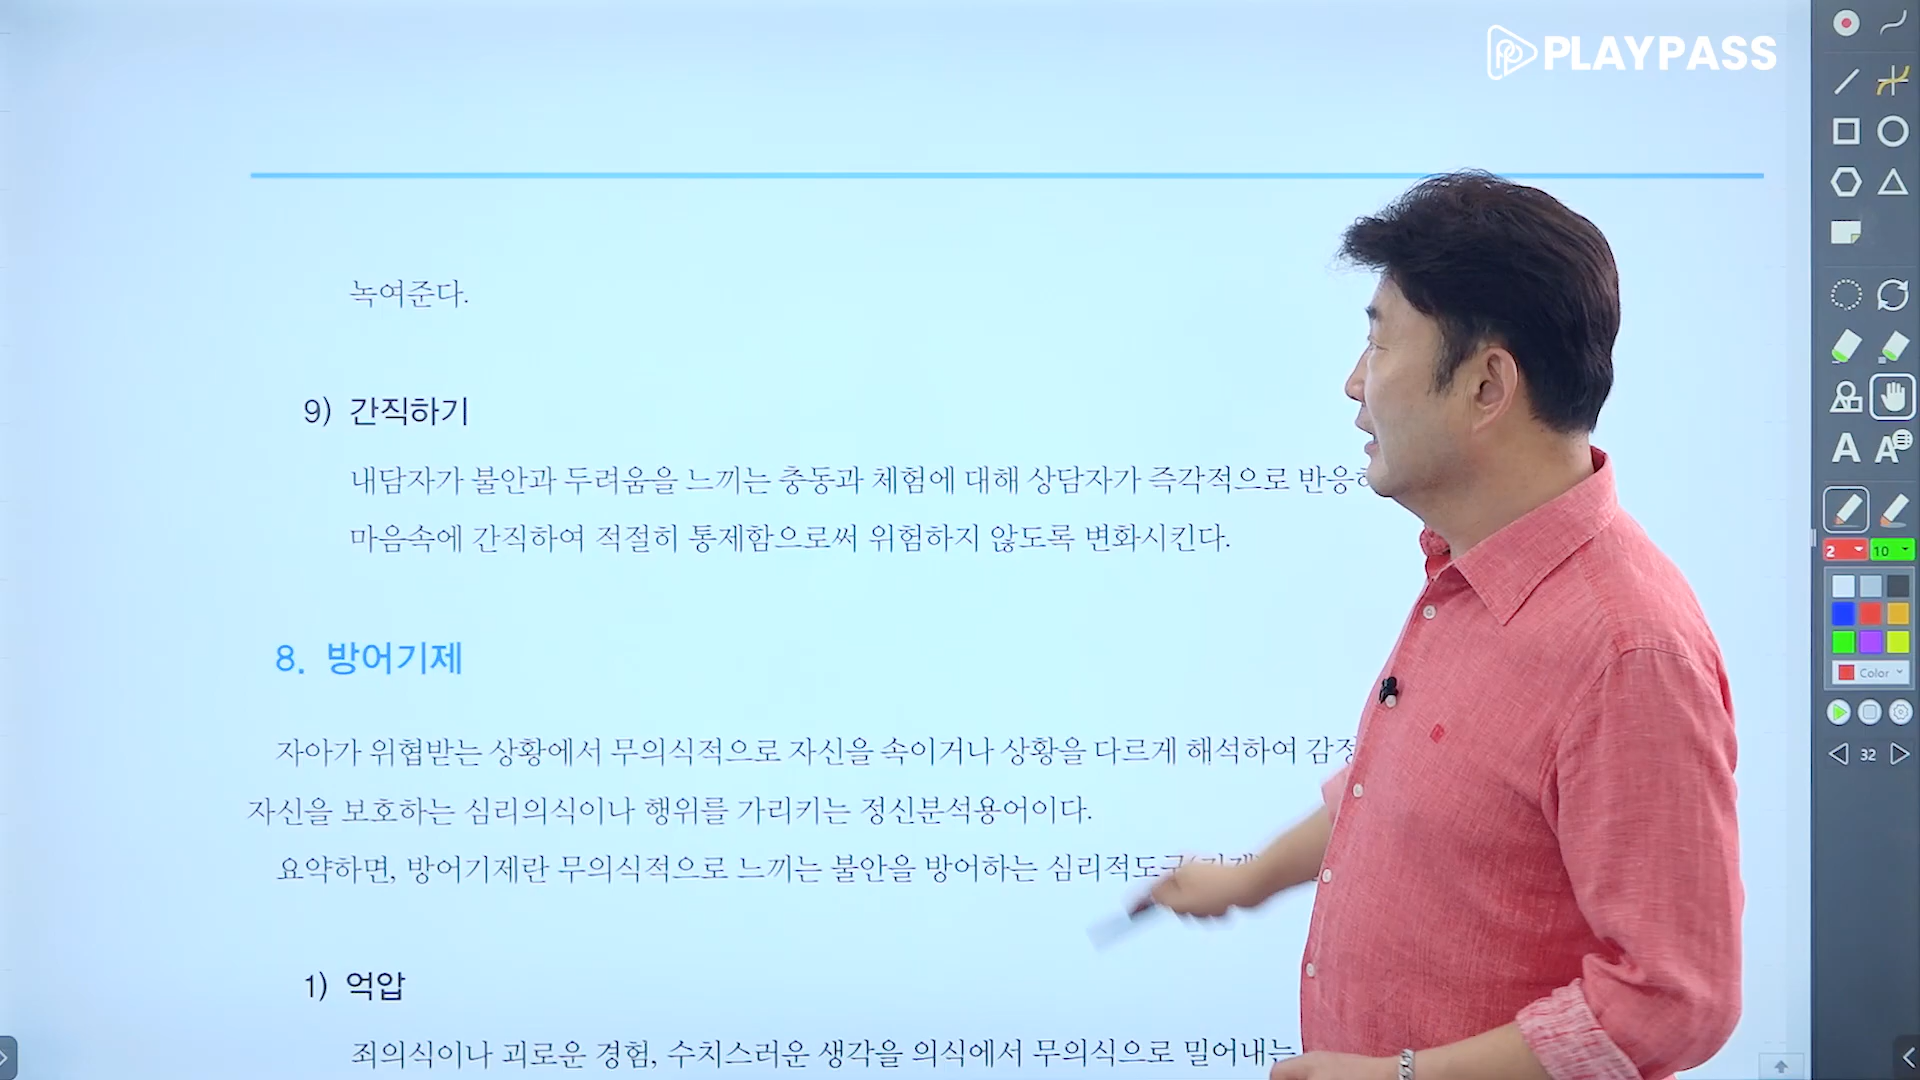 PLAYPASS
녹여준다.
9) 간직하기
내담자가 불안과 두려움을 느끼는 충동과 체험에 대해 상담자가 즉각적으로
마음속에 간직하여 적절히 통제함으로써 위험하지 않도록 변화시킨다.
8. 방어기제
자아가 위협받는 상황에서 무의식적으로 자신을 속이거나 상황을 다르게 해석하여
자신을 보호하는 심리의식이나 행위를 가리키는 정신분석용어이다.
요약하면, 방어기제란 무의식적으로 느끼는 불안을 방어하는
1) 억압
죄의식이나 괴로운 경험, 수치스러운 생각을 의식에서 무의식으로 밀어내는
A A
2 10
Color
32